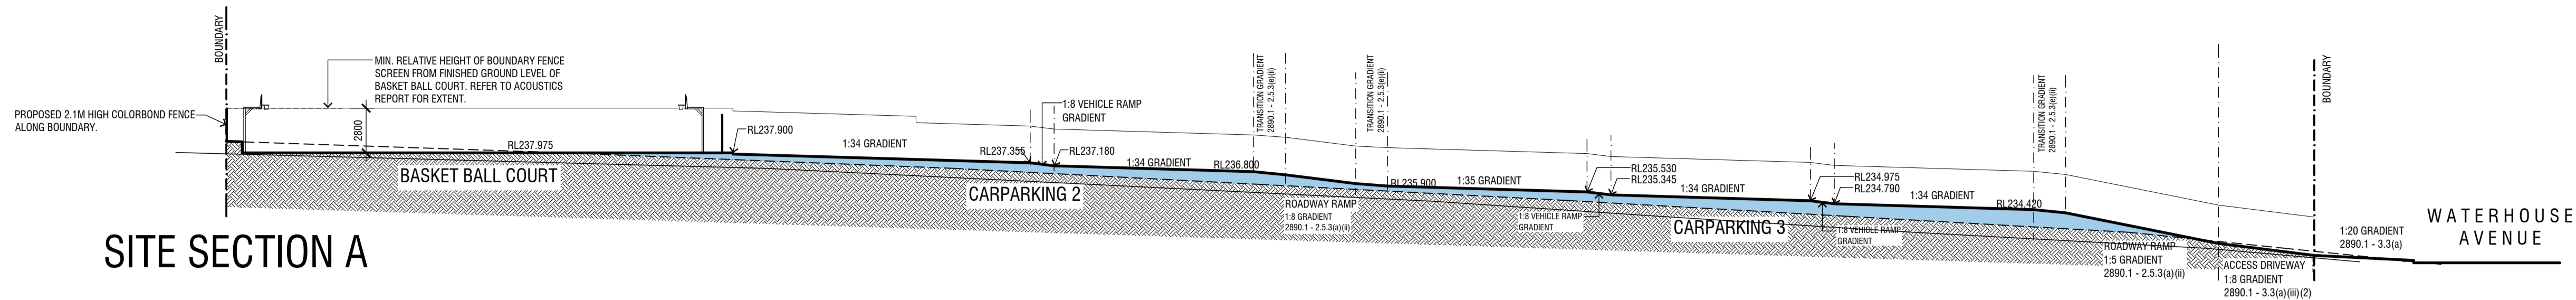 BOUNDARY
MIN. RELATIVE HEIGHT OF BOUNDARY FENCE
SCREEN FROM FINISHED GROUND LEVEL OF
BASKET BALL COURT. REFER TO ACOUSTICS
REPORT FOR EXTENT.
PROPOSED 2.1M HIGH COLORBOND FENCE
ALONG BOUNDARY.
2800
RL237.975
BASKET BALL COURT
RL237.900
1:34 GRADIENT
RL237.355
1:8 VEHICLE RAMP
GRADIENT
RL237.180
1:34 GRADIENT
CARPARKING 2
RL236.800
TRANSITION GRADIENT
2890.1 - 2.5.3(e)(ii)
ROADWAY RAMP
1:8 GRADIENT
2890.1 - 2.5.3(a)(ii)
TRANSITION GRADIENT
2890.1 - 2.5.3(e)(ii)
RL235.900
1:35 GRADIENT
1:8 VEHICLE RAMP
GRADIENT
RL235.530
RL235.345
1:34 GRADIENT
CARPARKING 3
RL234.975
RL234.790
1:8 VEHICLE RAMP
GRADIENT
1:34 GRADIENT
RL234.420
TRANSITION GRADIENT
2890.1 - 2.5.3(e)(ii)
ROADWAY RAMP
1:5 GRADIENT
2890.1 - 2.5.3(a)(ii)
ACCESS DRIVEWAY
1:8 GRADIENT
2890.1 - 3.3(a)(iii)(2)
BOUNDARY
1:20 GRADIENT
2890.1 - 3.3(a)
WATERHOUSE
AVENUE
SITE SECTION A